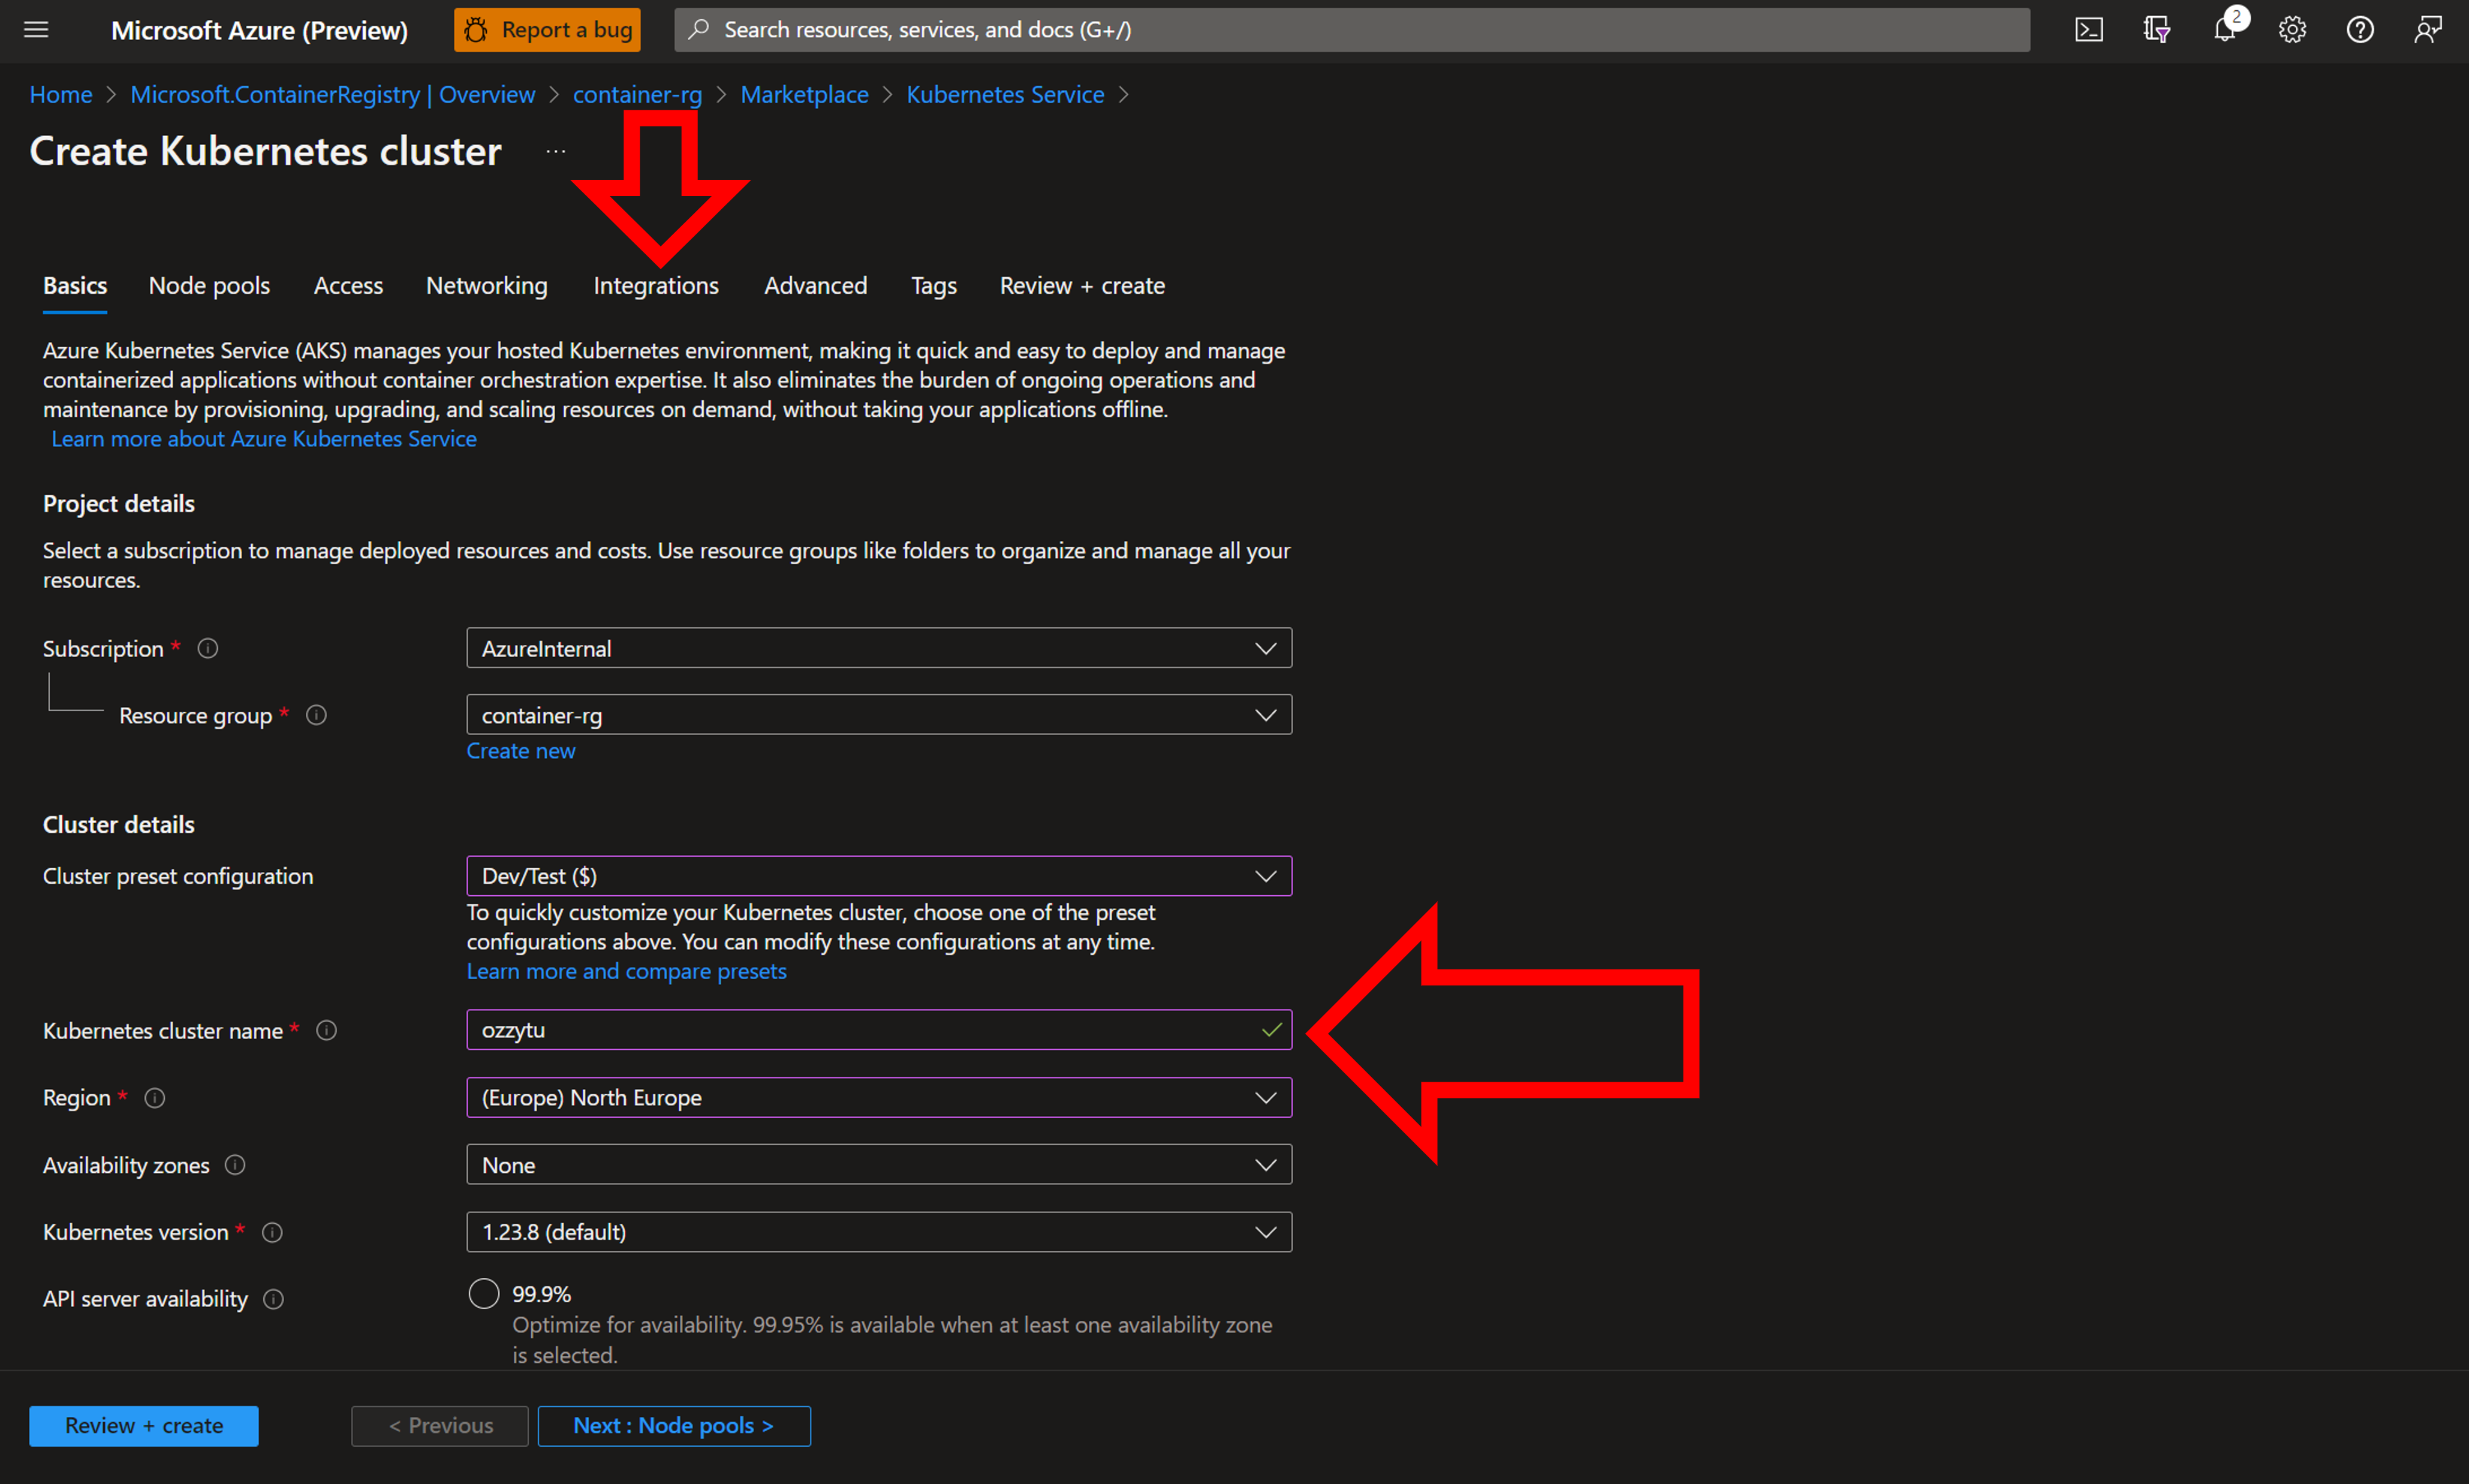 Microsoft Azure (Preview)
Report a bug
Search resources, services, and docs (G+/)
2
Home > Microsoft.ContainerRegistry | Overview > container-rg > Marketplace > Kubernetes Service >
Create Kubernetes cluster ...
Basics
Node pools
Access
Networking
Integrations
Advanced
Tags
Review + create
Azure Kubernetes Service (AKS) manages your hosted Kubernetes environment, making it quick and easy to deploy and manage
containerized applications without container orchestration expertise. It also eliminates the burden of ongoing operations and
maintenance by provisioning, upgrading, and scaling resources on demand, without taking your applications offline.
Learn more about Azure Kubernetes Service
Project details
Select a subscription to manage deployed resources and costs. Use resource groups like folders to organize and manage all your
resources.
Subscription *
AzureInternal
Resource group *
container-rg
Create new
Cluster details
Cluster preset configuration
Dev/Test ($)
To quickly customize your Kubernetes cluster, choose one of the preset
configurations above. You can modify these configurations at any time.
Learn more and compare presets
Kubernetes cluster name *
ozzytu
Region *
(Europe) North Europe
Availability zones
None
Kubernetes version *
1.23.8 (default)
API server availability
99.9%
Optimize for availability. 99.95% is available when at least one availability zone
is selected.
Review + create
< Previous
Next : Node pools >